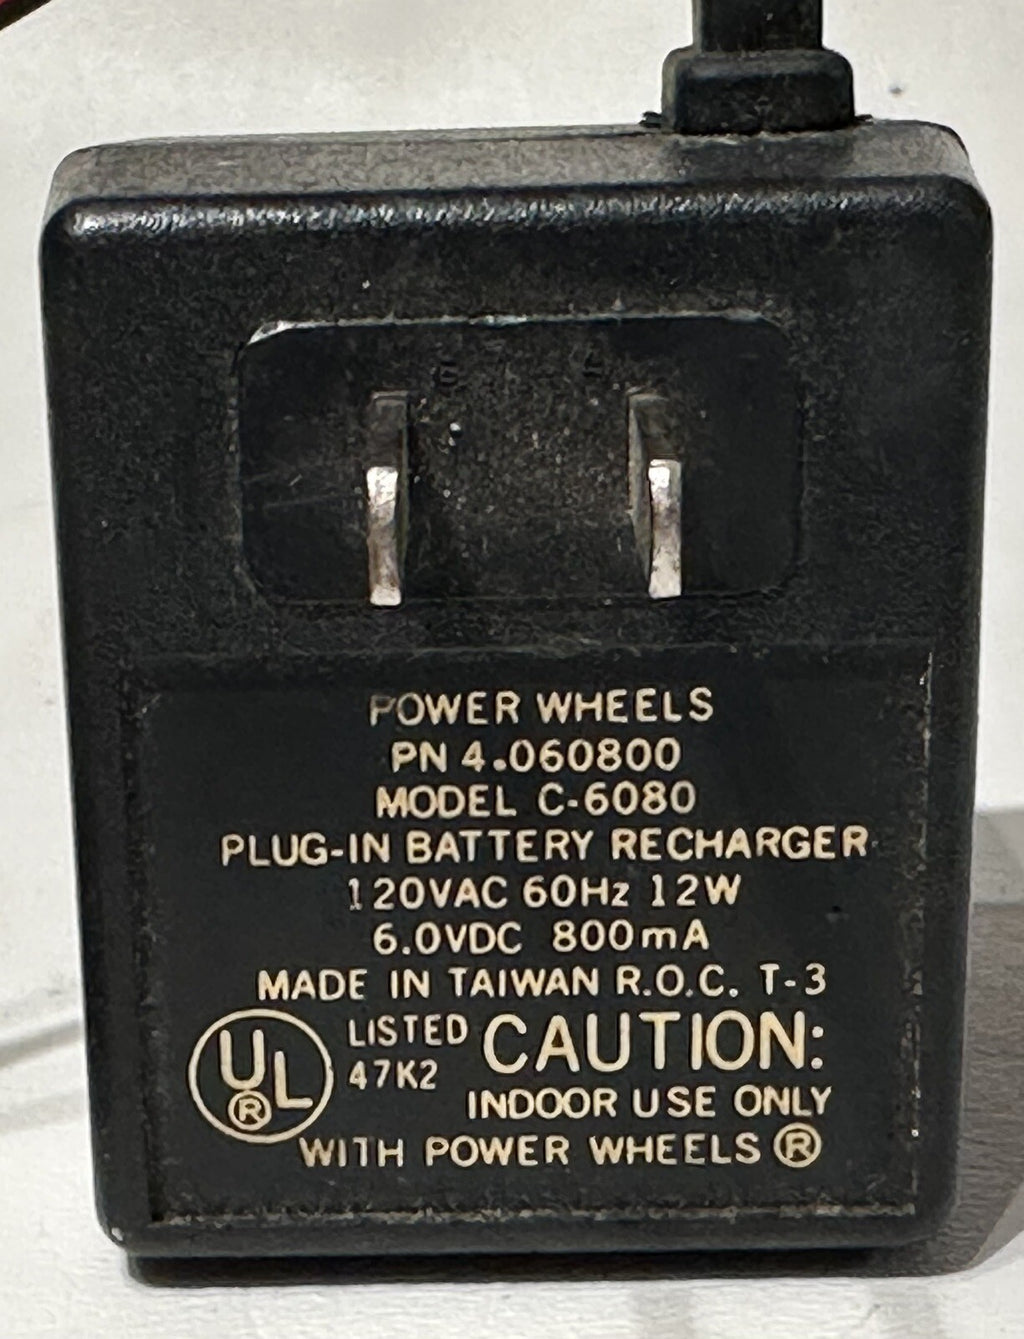 POWER WHEELS
PN 4.060800
MODEL C-6080
PLUG-IN BATTERY RECHARGER
120VAC 60Hz 12W
6.0VDC 800mA
MADE IN TAIWAN R.O.C. T-3
UL®
LISTED
47K2
CAUTION:
INDOOR USE ONLY
WITH POWER WHEELS ®